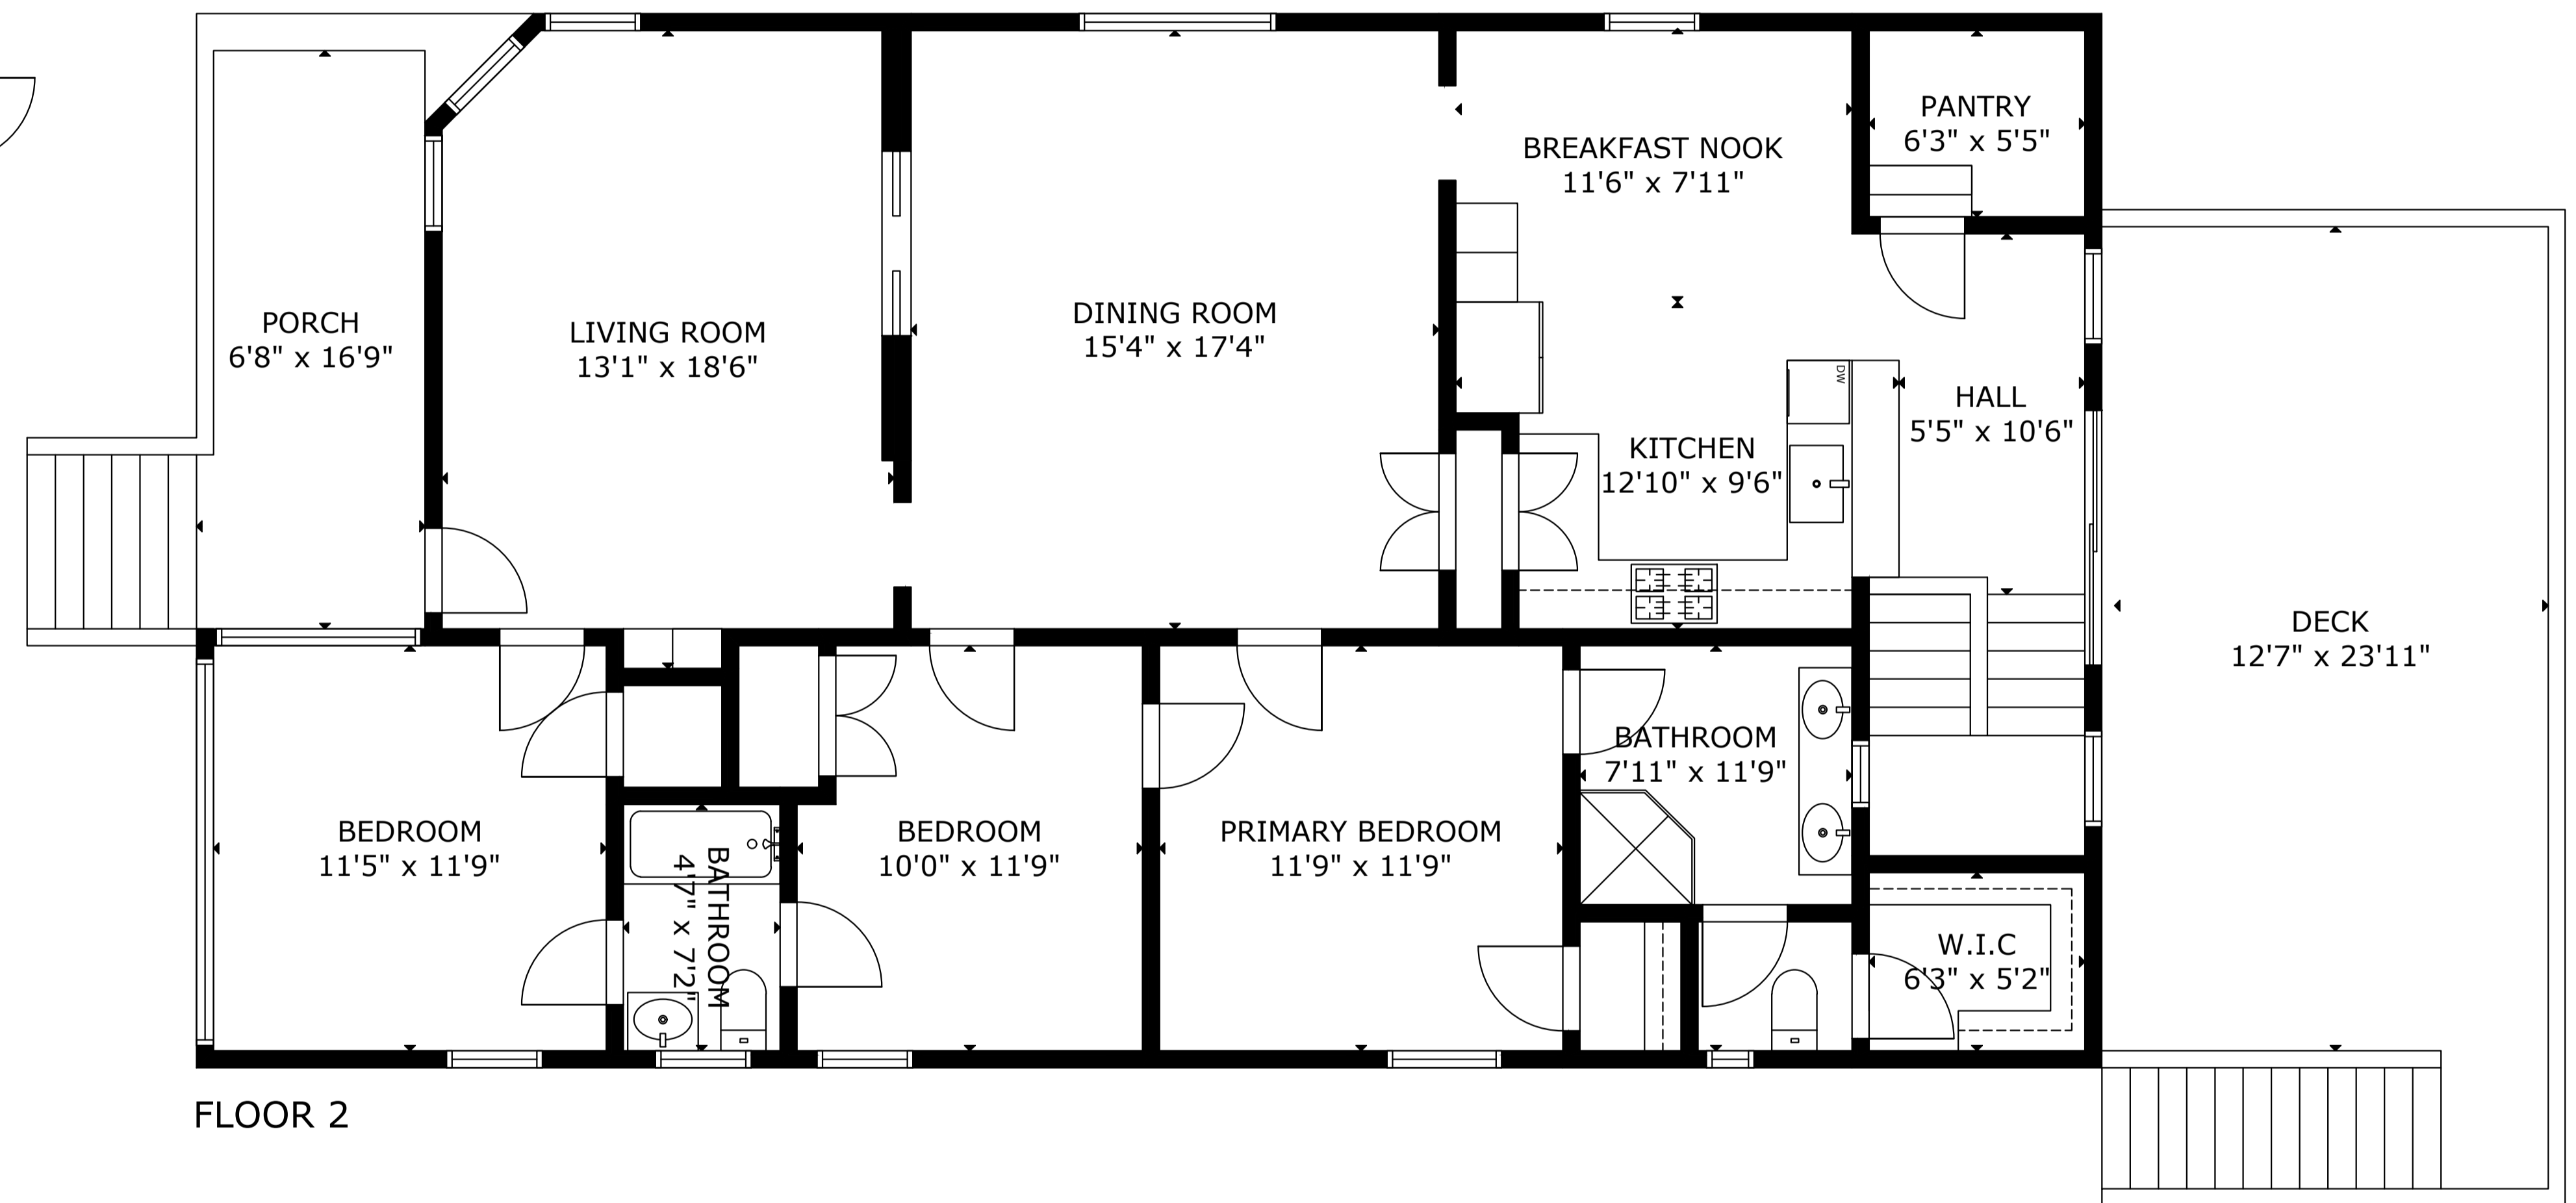 PANTRY
6'3" x 5'5"
BREAKFAST NOOK
11'6" x 7'11"
PORCH
6'8" x 16'9"
LIVING ROOM
13'1" x 18'6"
DINING ROOM
15'4" x 17'4"
DW
HALL
5'5" x 10'6"
KITCHEN
12'10" x 9'6"
DECK
12'7" x 23'11"
BATHROOM
7'11" x 11'9"
BEDROOM
11'5" x 11'9"
BATHROOM
4'7" x 7'2"
BEDROOM
10'0" x 11'9"
PRIMARY BEDROOM
11'9" x 11'9"
W.I.C
6'3" x 5'2"
FLOOR 2